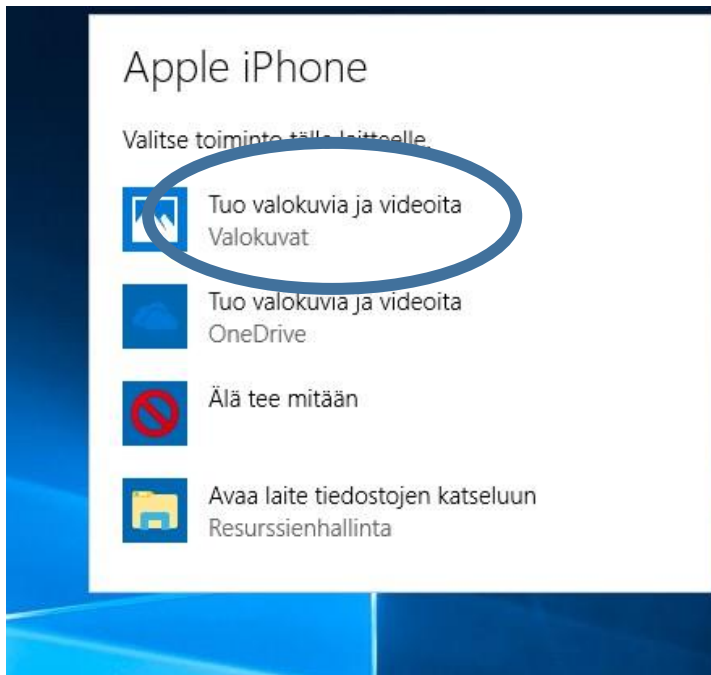 Apple iPhone
Valitse toiminto tälle laitteelle.
Tuo valokuvia ja videoita
Valokuvat
Tuo valokuvia ja videoita
OneDrive
Älä tee mitään
Avaa laite tiedostojen katseluun
Resurssienhallinta